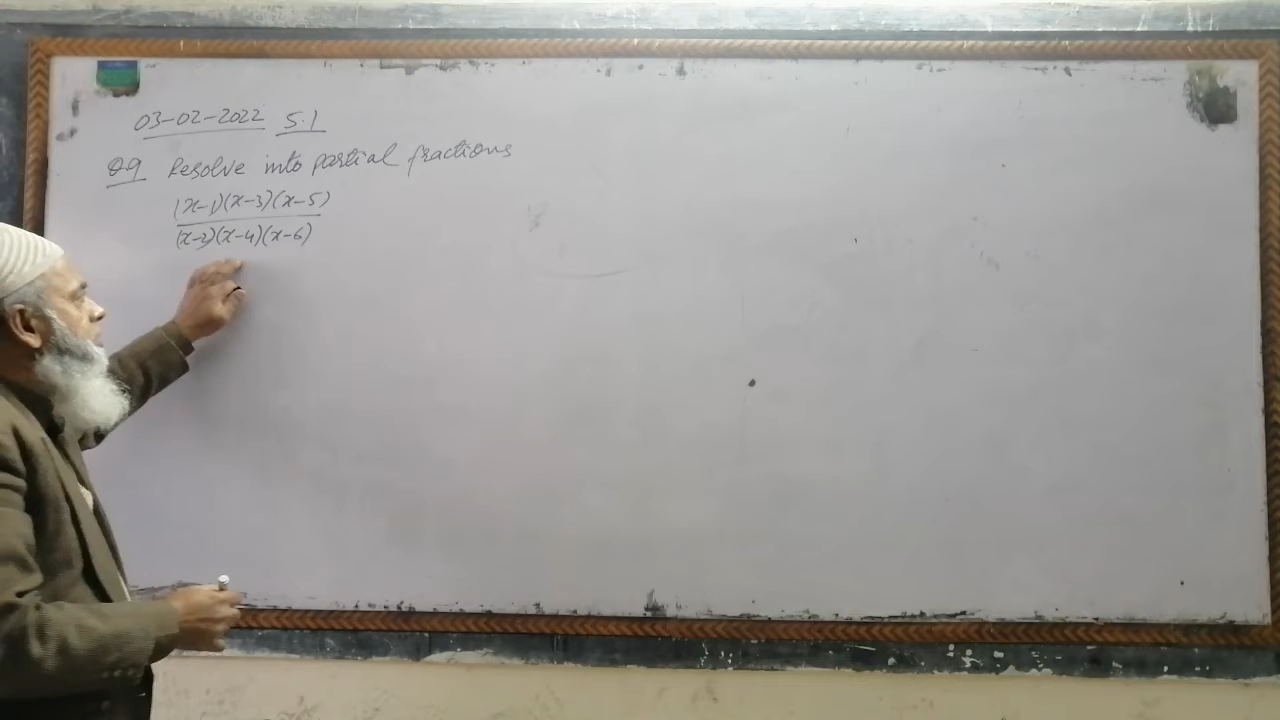 03-02-2022 5.1
Q9 Resolve into partial fractions
(x-1)(x-3)(x-5)
(x-2)(x-4)(x-6)